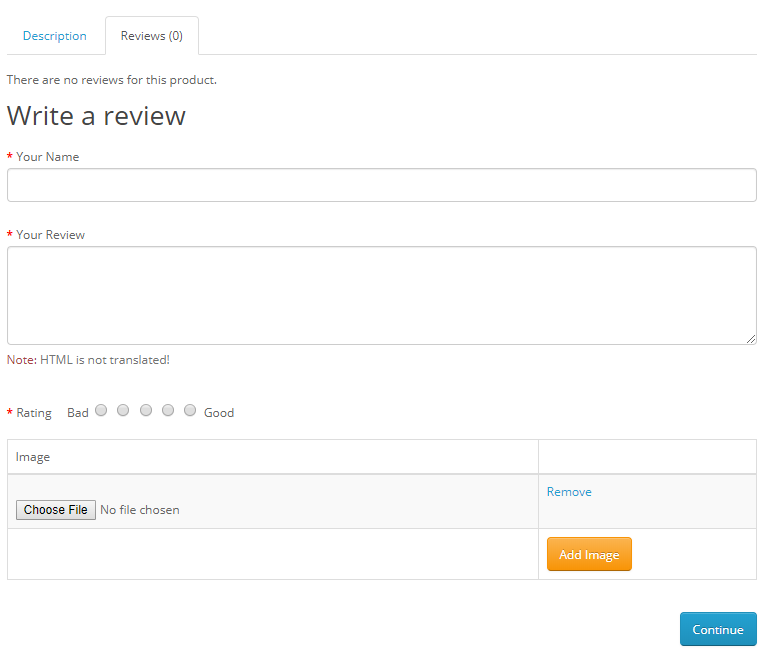 Description Reviews (0)
There are no reviews for this product.
Write a review
* Your Name
* Your Review
Note: HTML is not translated!
* Rating Bad Good
Image
Remove
Choose File No file chosen
Add Image
Continue